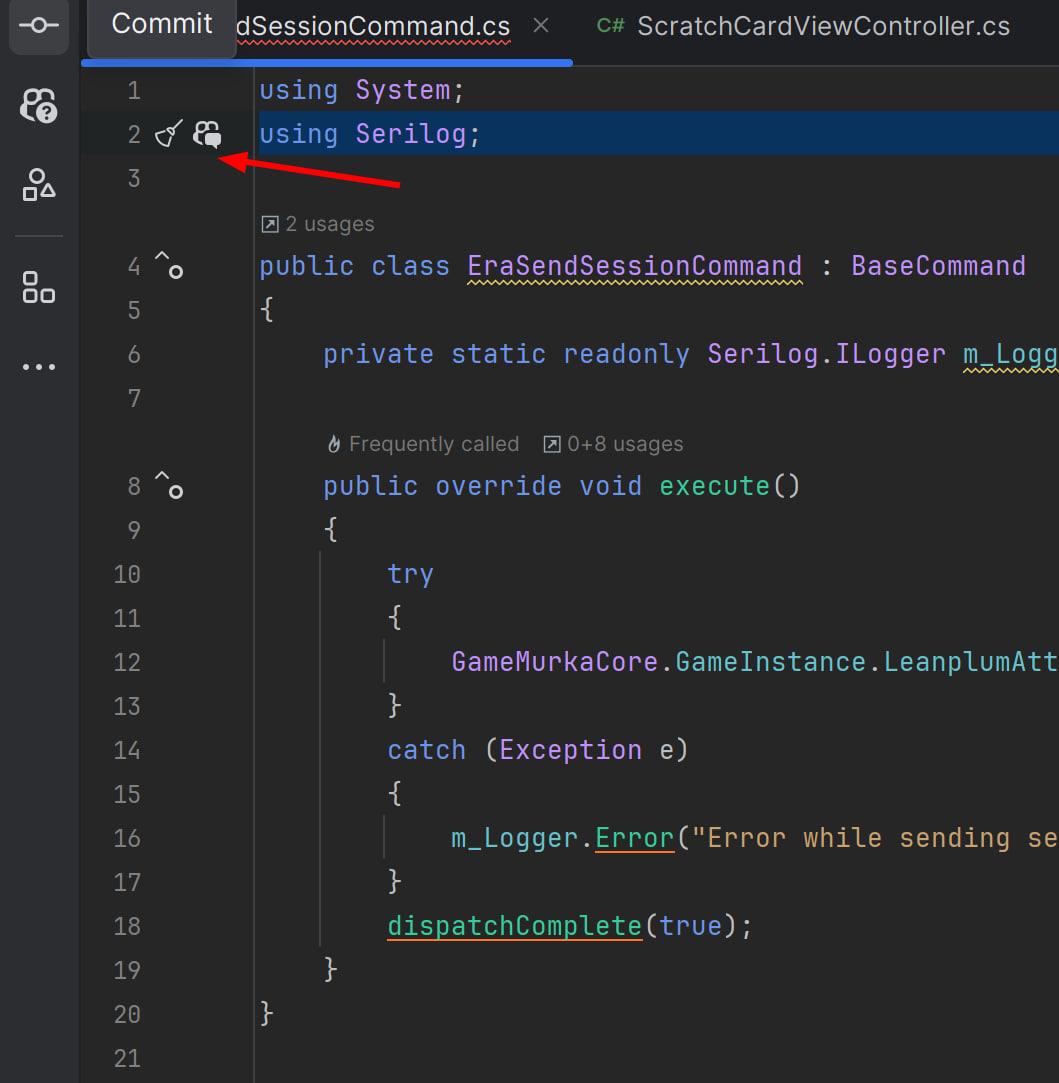 Commit
dSessionCommand.cs
C# ScratchCardViewController.cs
1 using System;
2 using Serilog;
3
2 usages
4 public class EraSendSessionCommand : BaseCommand
5 {
6 private static readonly Serilog.ILogger m_Logg
7
Frequently called 0+8 usages
8 public override void execute()
9 {
10 try
11 {
12 GameMurkaCore.GameInstance.LeanplumAtt
13 }
14 catch (Exception e)
15 {
16 m_Logger.Error("Error while sending se
17 }
18 dispatchComplete(true);
19 }
20 }
21